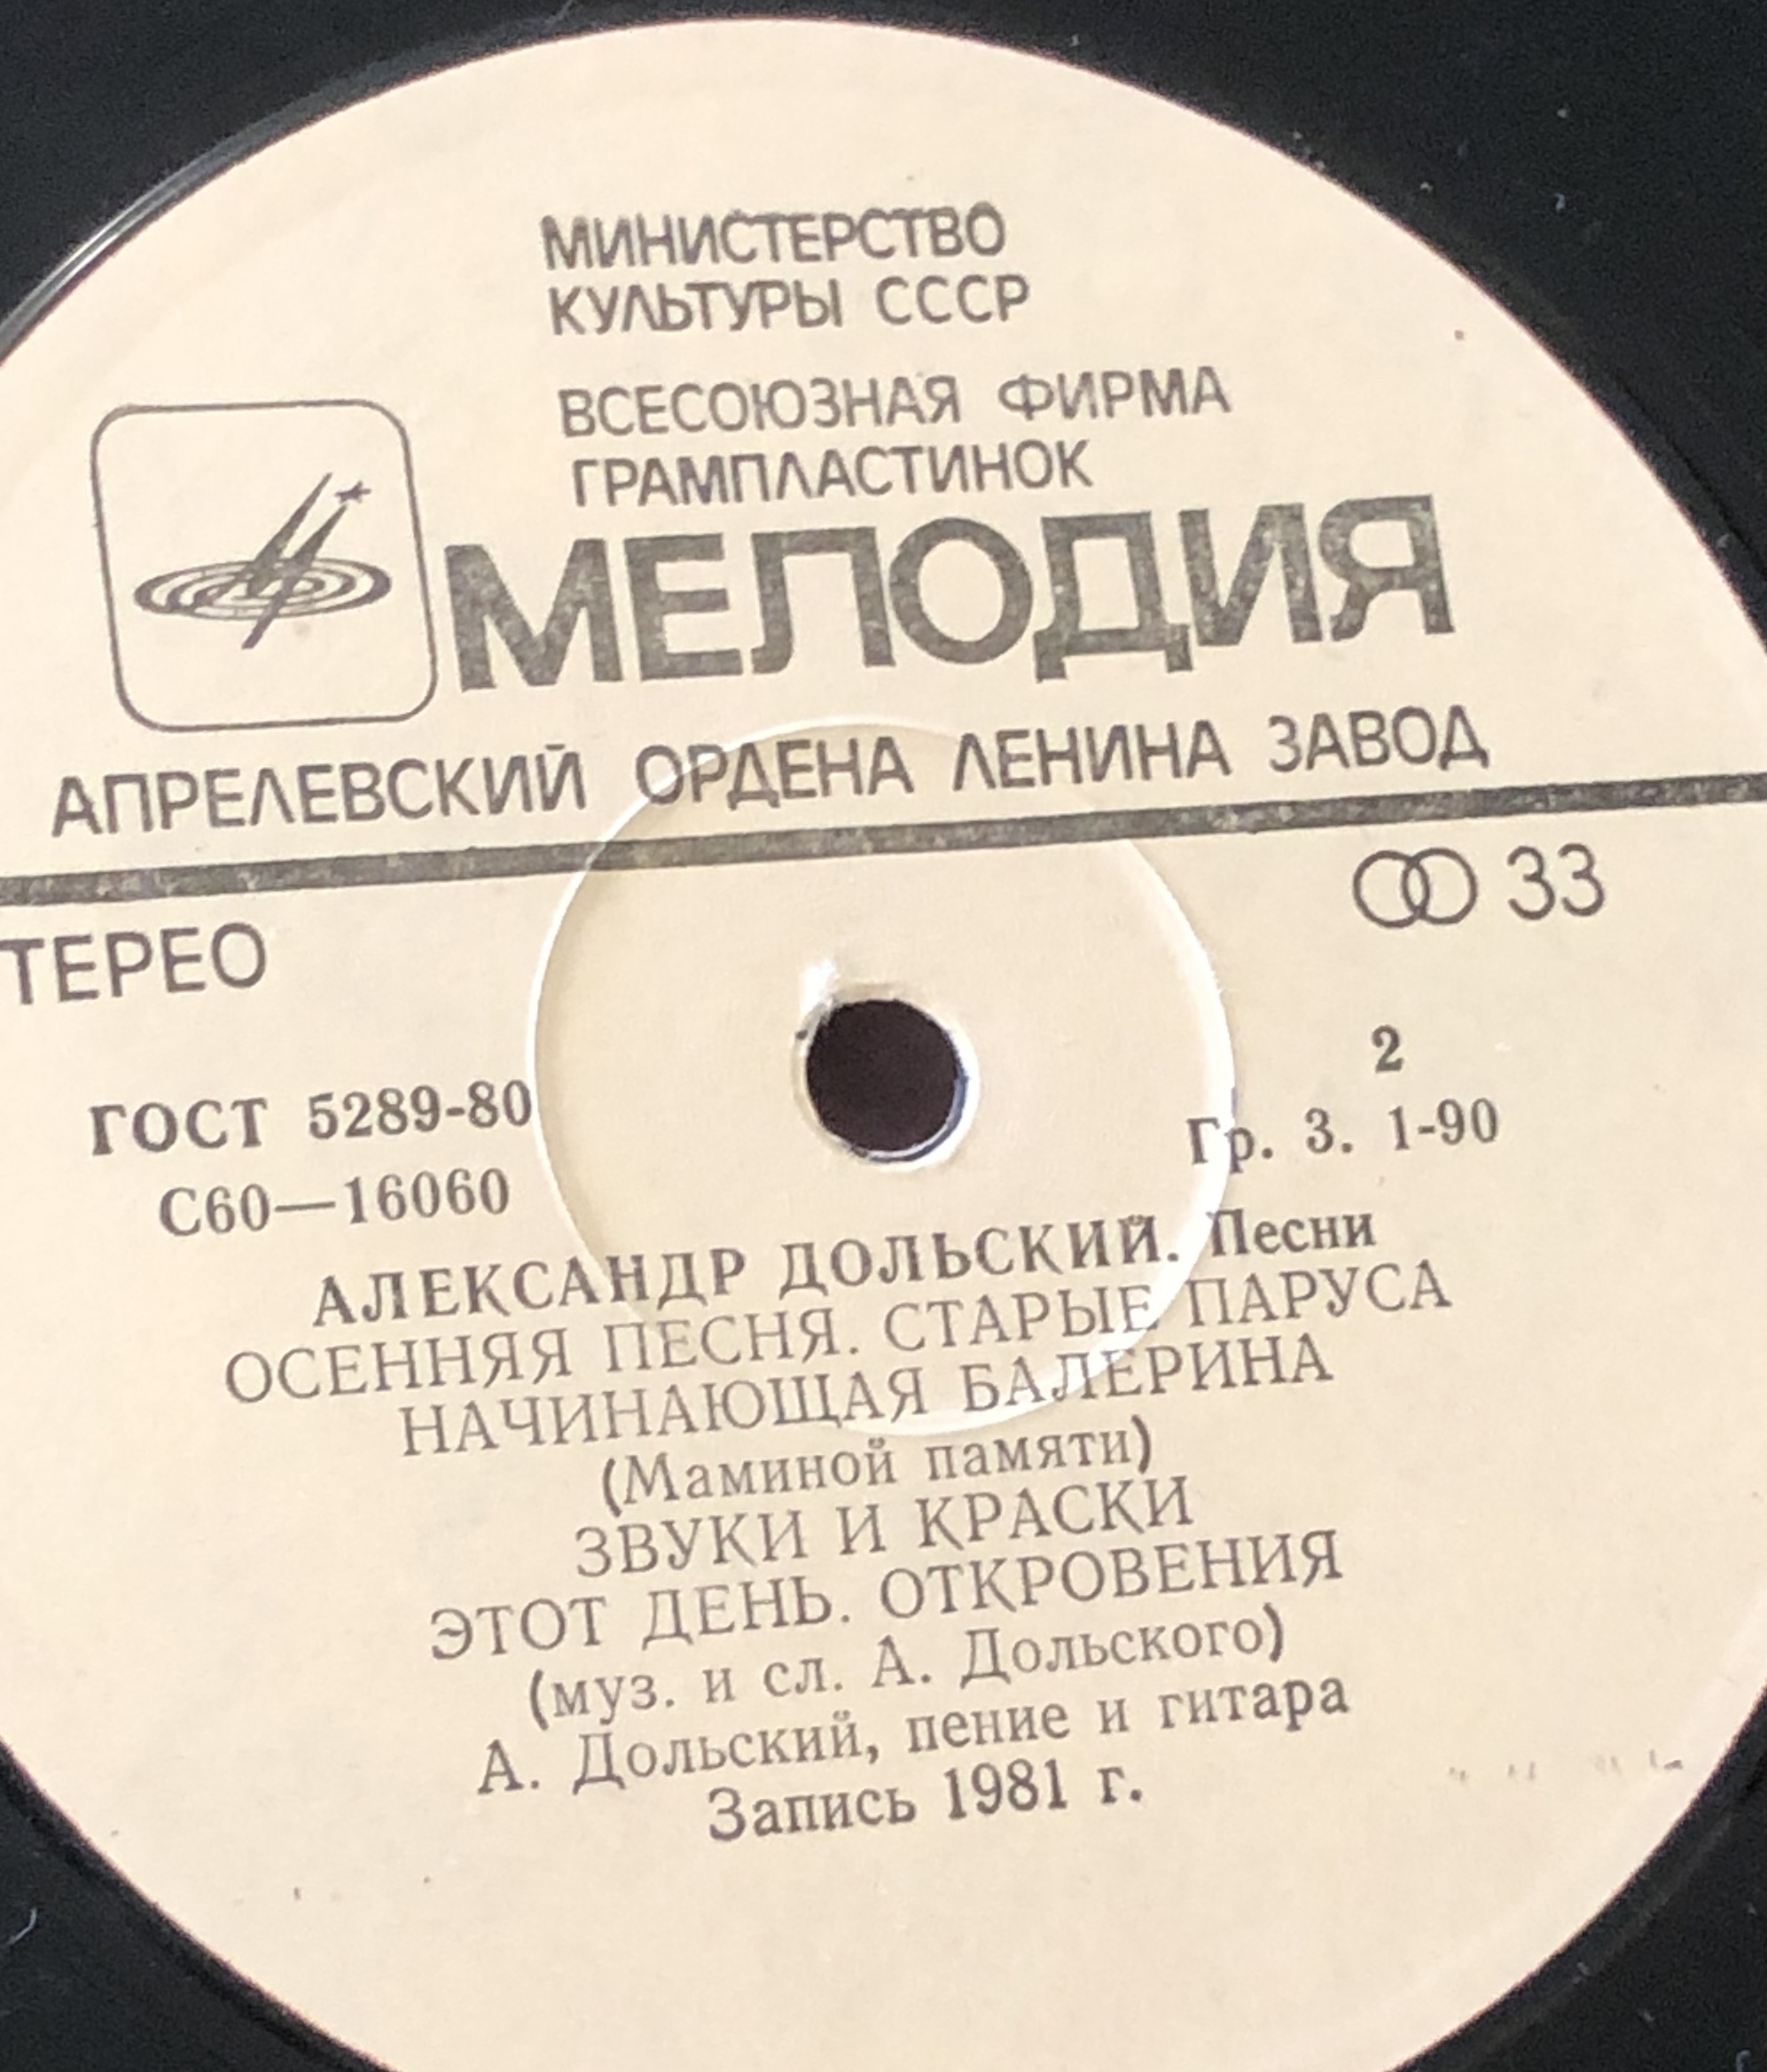 МИНИСТЕРСТВО
КУЛЬТУРЫ СССР
ВСЕСОЮЗНАЯ ФИРМА
ГРАМПЛАСТИНОК
МЕЛОДИЯ
АПРЕЛЕВСКИЙ ОРДЕНА ЛЕНИНА ЗАВОД
ТЕРЕО
33
ГОСТ 5289-80
2
С60—16060
Гр. 3. 1-90
АЛЕКСАНДР ДОЛЬСКИЙ. Песни
ОСЕННЯЯ ПЕСНЯ. СТАРЫЕ ПАРУСА
НАЧИНАЮЩАЯ БАЛЕРИНА
(Маминой памяти)
ЗВУКИ И КРАСКИ
ЭТОТ ДЕНЬ. ОТКРОВЕНИЯ
(муз. и сл. А. Дольского)
А. Дольский, пение и гитара
Запись 1981 г.